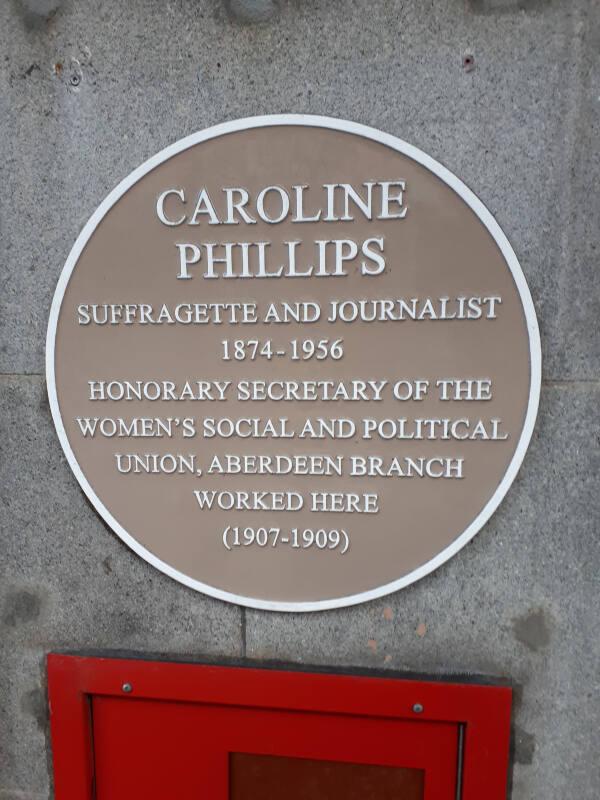 CAROLINE
PHILLIPS
SUFFRAGETTE AND JOURNALIST
1874-1956
HONORARY SECRETARY OF THE
WOMEN'S SOCIAL AND POLITICAL
UNION, ABERDEEN BRANCH
WORKED HERE
(1907-1909)